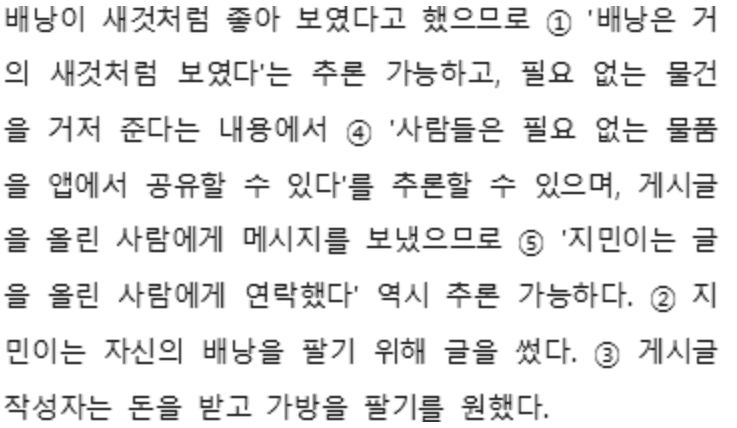 배낭이 새것처럼 좋아 보였다고 했으므로 ① '배낭은 거
의 새것처럼 보였다'는 추론 가능하고, 필요 없는 물건
을 거저 준다는 내용에서 ④ '사람들은 필요 없는 물품
을 앱에서 공유할 수 있다'를 추론할 수 있으며, 게시글
을 올린 사람에게 메시지를 보냈으므로 ⑤ '지민이는 글
을 올린 사람에게 연락했다' 역시 추론 가능하다. ② 지
민이는 자신의 배낭을 팔기 위해 글을 썼다. ③ 게시글
작성자는 돈을 받고 가방을 팔기를 원했다.